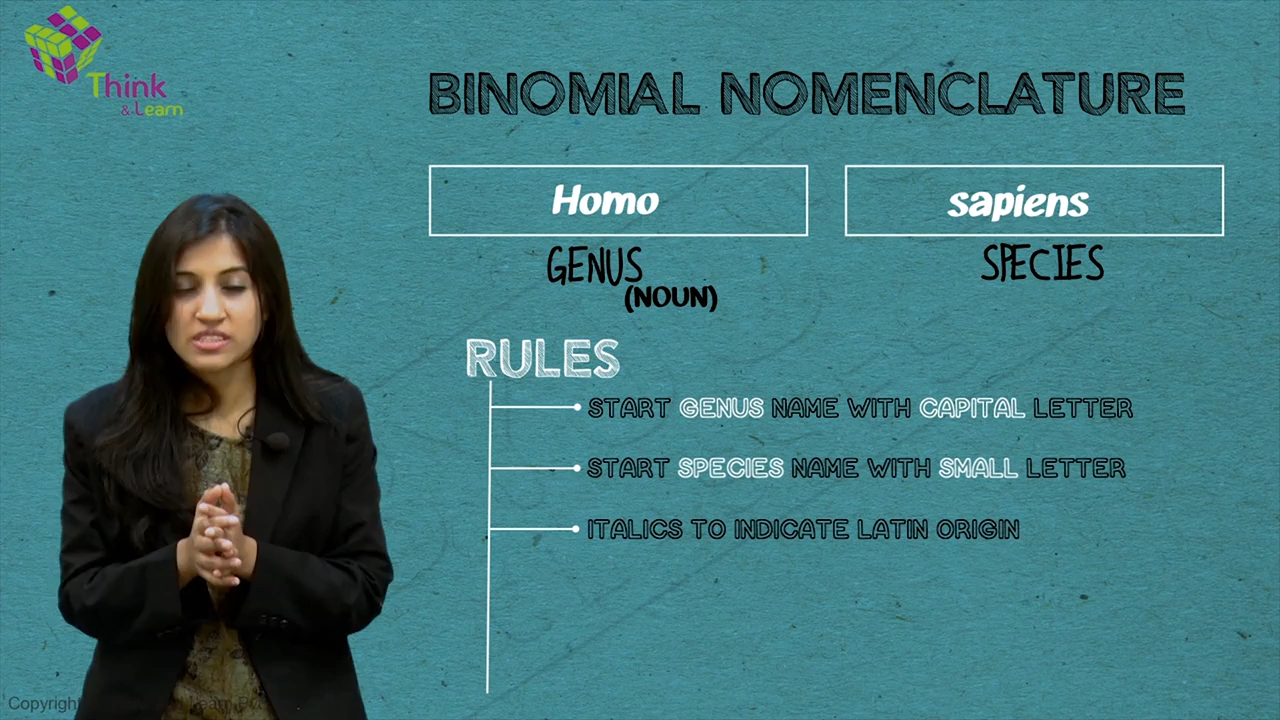 Think
& Learn
BINOMIAL NOMENCLATURE
Homo
sapiens
GENUS
(NOUN)
SPECIES
RULES
START GENUS NAME WITH CAPITAL LETTER
START SPECIES NAME WITH SMALL LETTER
ITALICS TO INDICATE LATIN ORIGIN
Learn